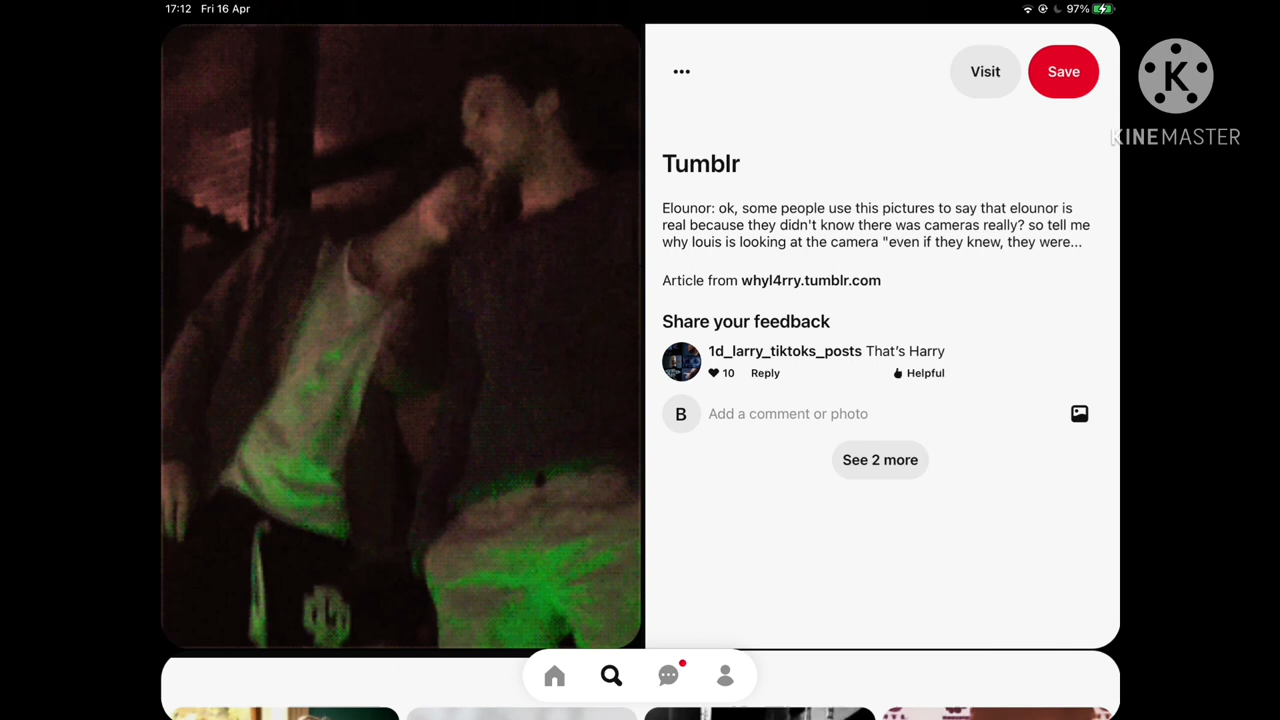 17:12 Fri 16 Apr
97%
Visit
Save
K
KINEMASTER
Tumblr
Elounor: ok, some people use this pictures to say that elounor is
real because they didn't know there was cameras really? so tell me
why louis is looking at the camera "even if they knew, they were...
Article from whyl4rry.tumblr.com
Share your feedback
1d_larry_tiktoks_posts That's Harry
10 Reply Helpful
B Add a comment or photo
See 2 more